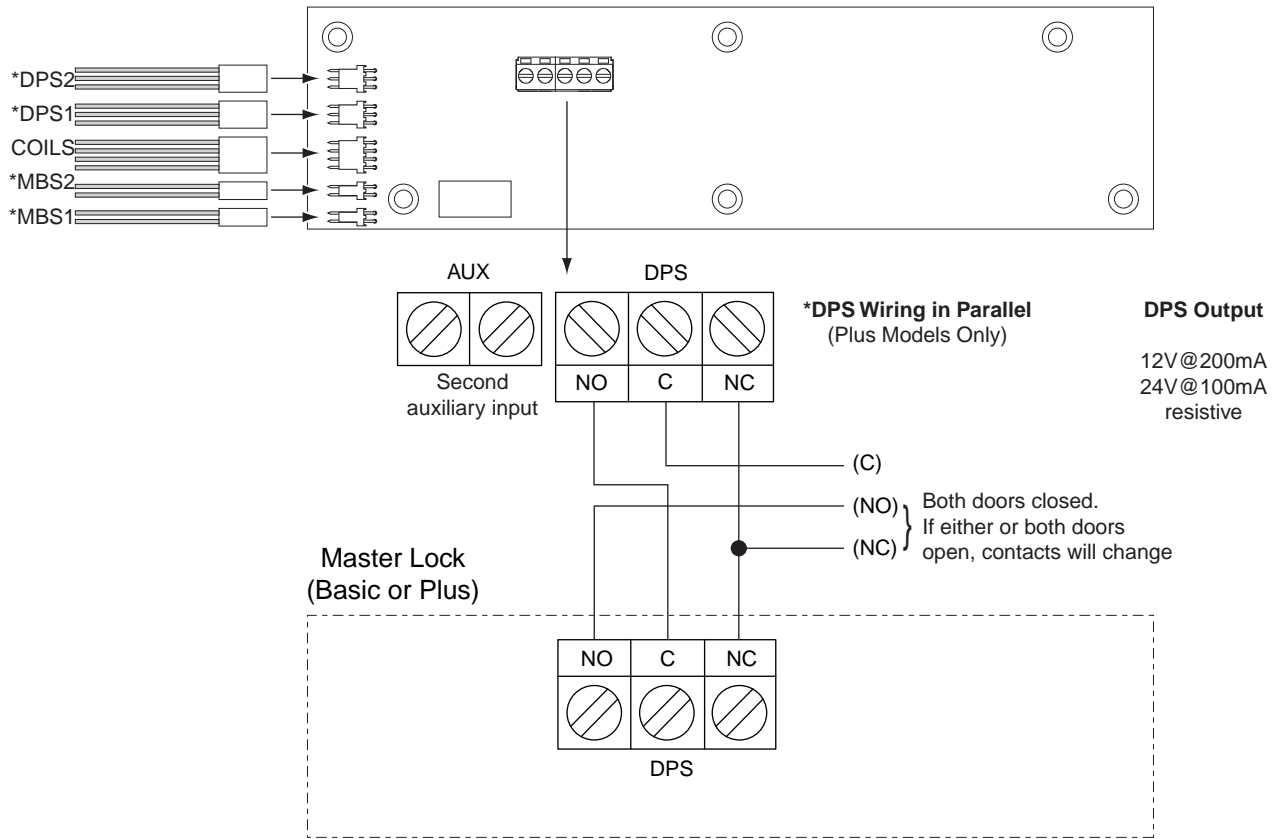 *DPS2
*DPS1
COILS
*MBS2
*MBS1
AUX
DPS
Second
auxiliary input
NO
C
NC
*DPS Wiring in Parallel
(Plus Models Only)
DPS Output
12V@200mA
24V@100mA
resistive
(C)
(NO)
(NC)
Both doors closed.
If either or both doors
open, contacts will change
Master Lock
(Basic or Plus)
NO
C
NC
DPS